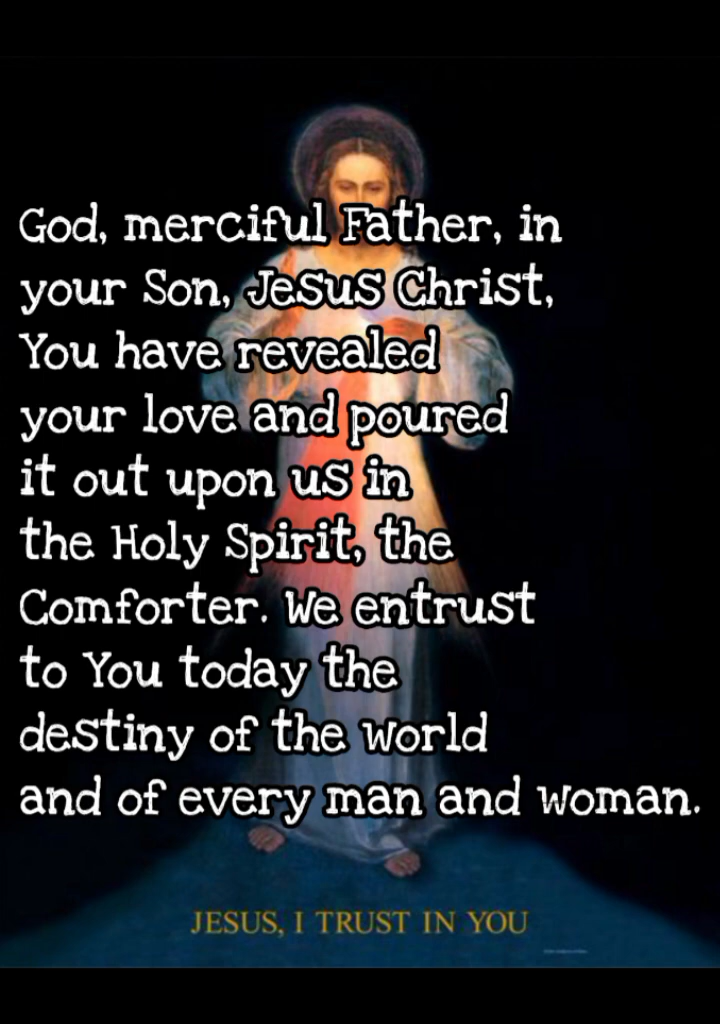 God, merciful Father, in
your Son, Jesus Christ,
You have revealed
your love and poured
it out upon us in
the Holy Spirit, the
Comforter. We entrust
to You today the
destiny of the world
and of every man and woman.
JESUS, I TRUST IN YOU